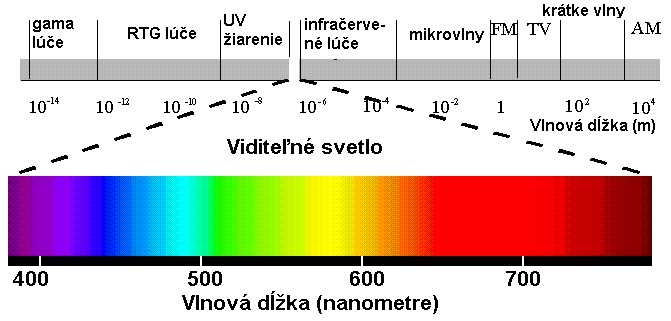 krátke vlny
gama
lúče
RTG lúče
UV
žiarenie
infračerve-
né lúče
mikrovlny
FM
TV
AM
10⁻¹⁴ 10⁻¹² 10⁻¹⁰ 10⁻⁸ 10⁻⁶ 10⁻⁴ 10⁻² 1 10² 10⁴
Vlnová dĺžka (m)
Viditeľné svetlo
400 500 600 700
Vlnová dĺžka (nanometre)